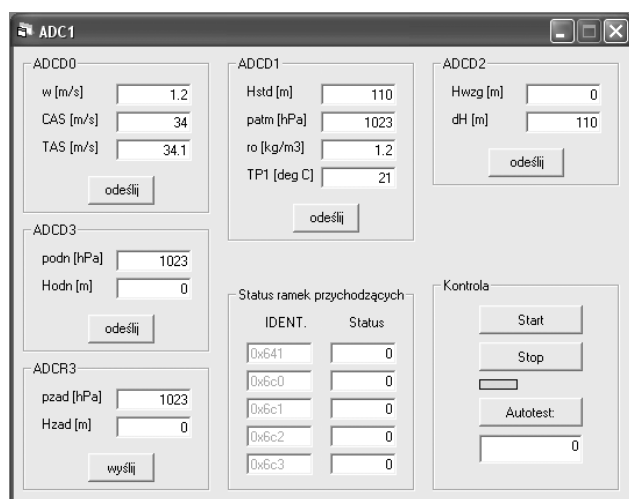 ADC1
ADCD0
w [m/s] 1.2
CAS [m/s] 34
TAS [m/s] 34.1
odeślij
ADCD1
Hstd [m] 110
patm [hPa] 1023
ro [kg/m3] 1.2
TP1 [deg C] 21
odeślij
ADCD2
Hwzg [m] 0
dH [m] 110
odeślij
ADCD3
podn [hPa] 1023
Hodn [m] 0
odeślij
ADCR3
pzad [hPa] 1023
Hzad [m] 0
wyślij
Status ramek przychodzących
IDENT. Status
0x641 0
0x6c0 0
0x6c1 0
0x6c2 0
0x6c3 0
Kontrola
Start
Stop
Autotest:
0